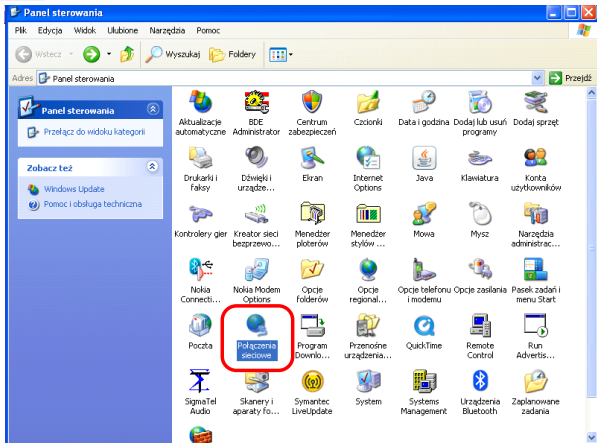 Panel sterowania
Plik Edycja Widok Ulubione Narzędzia Pomoc
Wstecz Wyszukaj Foldery
Adres Panel sterowania Przejdź
Panel sterowania
Przełącz do widoku kategorii
Zobacz też
Windows Update
Pomoc i obsługa techniczna
Aktualizacje automatyczne
BDE Administrator
Centrum zabezpieczeń
Czcionki
Data i godzina
Dodaj lub usuń programy
Dodaj sprzęt
Drukarki i faksy
Dźwięki i urządze...
Ekran
Internet Options
Java
Klawiatura
Konta użytkowników
Kontrolery gier
Kreator sieci bezprzewo...
Menedżer ploterów
Menedżer stylów ...
Mowa
Mysz
Narzędzia administrac...
Nokia Connecti...
Nokia Modem Options
Opcje folderów
Opcje regional...
Opcje telefonu i modemu
Opcje zasilania
Pasek zadań i menu Start
Poczta
Połączenia sieciowe
Program Downlo...
Przenośne urządzenia...
QuickTime
Remote Control
Run Advertis...
SigmaTel Audio
Skanery i aparaty fo...
Symantec LiveUpdate
System
Systems Management
Urządzenia Bluetooth
Zaplanowane zadania